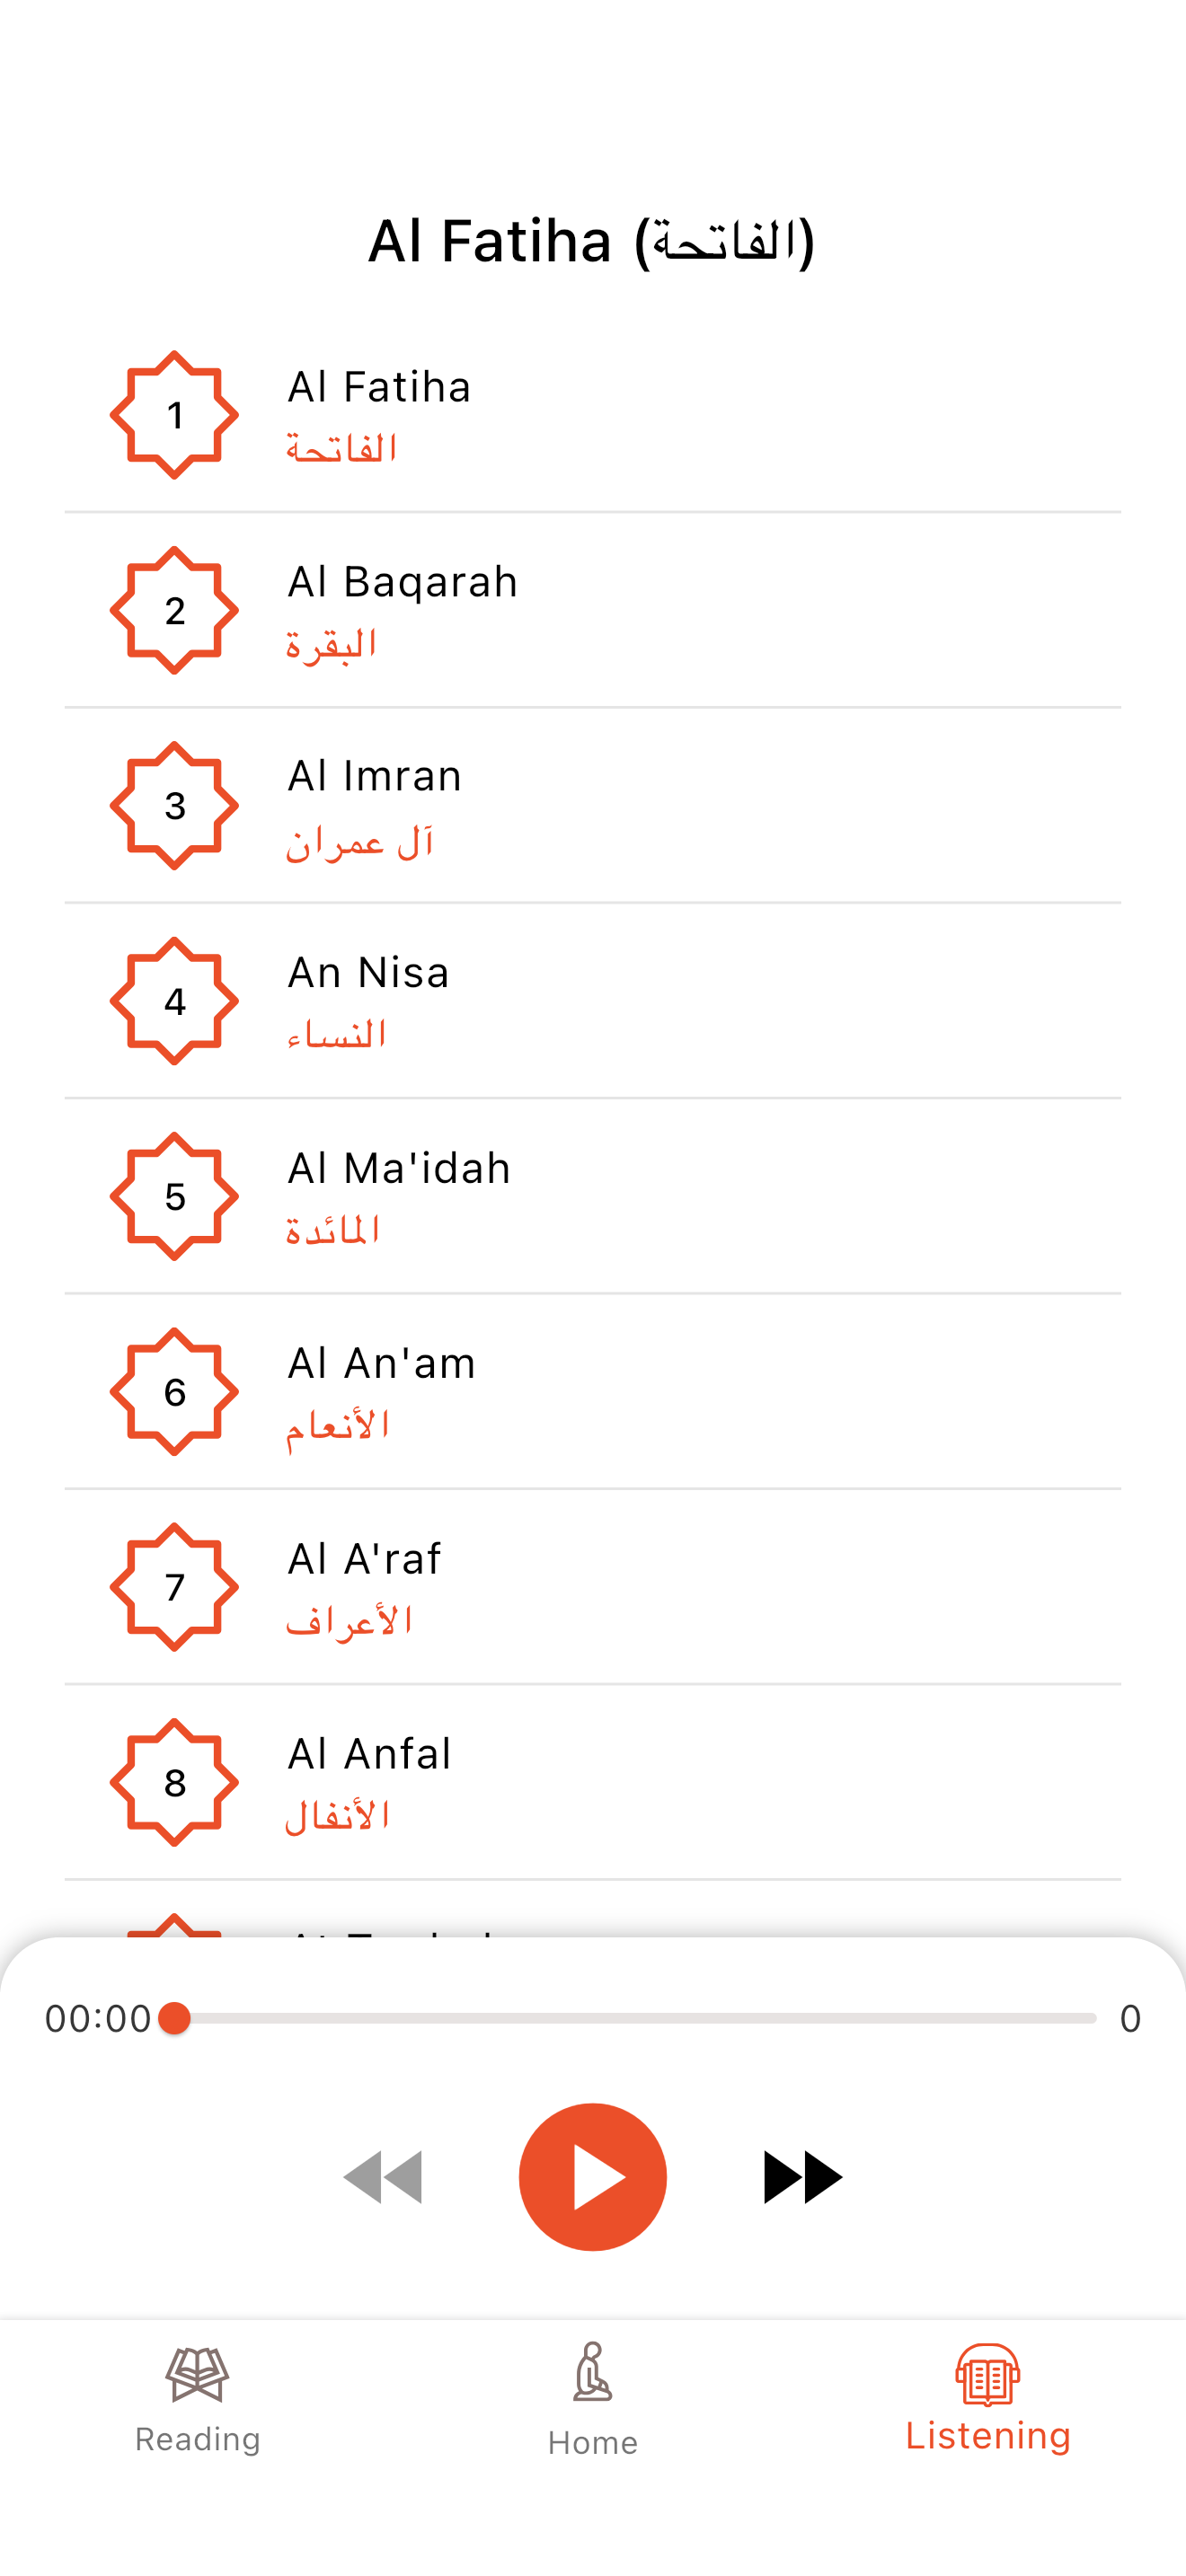 Al Fatiha (الفاتحة)
1
Al Fatiha
الفاتحة
2
Al Baqarah
البقرة
3
Al Imran
آل عمران
4
An Nisa
النساء
5
Al Ma'idah
المائدة
6
Al An'am
الأنعام
7
Al A'raf
الأعراف
8
Al Anfal
الأنفال
00:00 0
Reading Home Listening